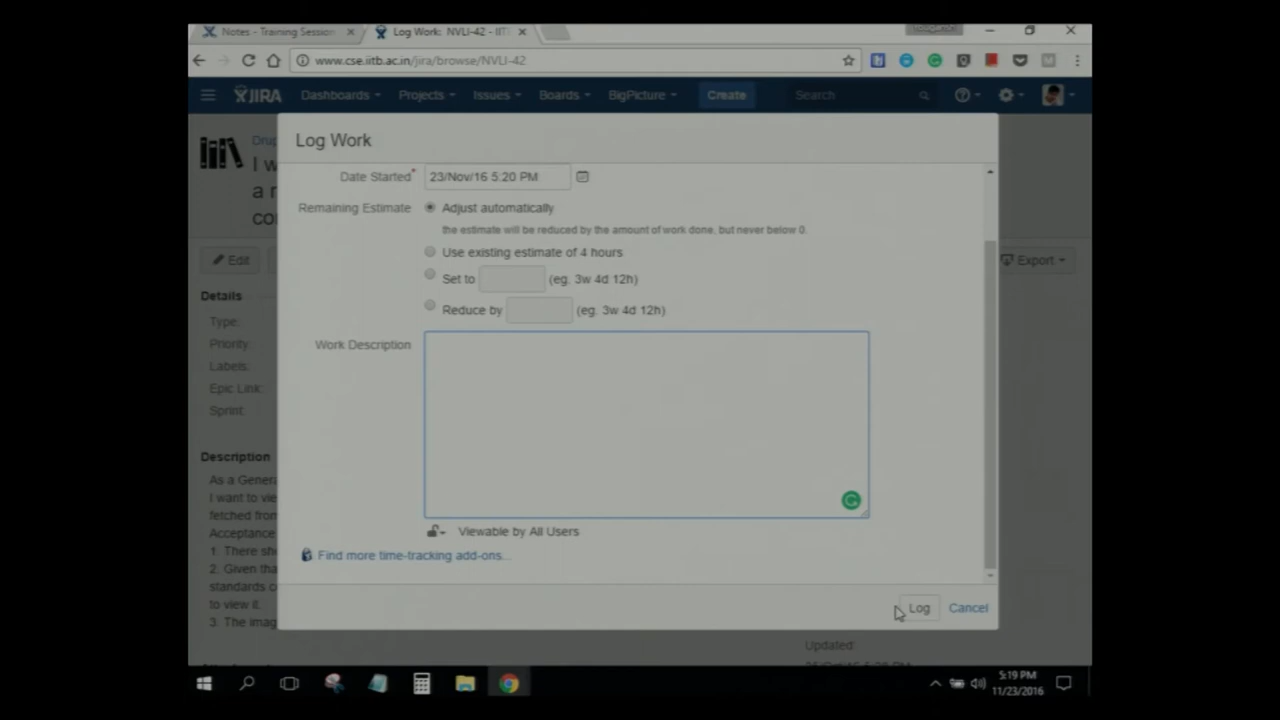 Notes - Training Session
Log Work: NVLI-42 - IIT
www.cse.iitb.ac.in/jira/browse/NVLI-42
JIRA Dashboards Projects Issues Boards BigPicture Create Search
Log Work
Drup
I w
a n
co
Date Started* 23/Nov/16 5:20 PM
Remaining Estimate Adjust automatically
the estimate will be reduced by the amount of work done, but never below 0.
Use existing estimate of 4 hours
Set to (eg. 3w 4d 12h)
Reduce by (eg. 3w 4d 12h)
Edit
Export
Details
Type:
Priority:
Labels:
Epic Link:
Sprint:
Work Description
Description
As a Genera
I want to vie
fetched from
Acceptance
1. There sho
2. Given tha
standards c
to view it.
3. The imag
Viewable by All Users
Find more time-tracking add-ons...
Log Cancel
Updated:
5:19 PM
11/23/2016